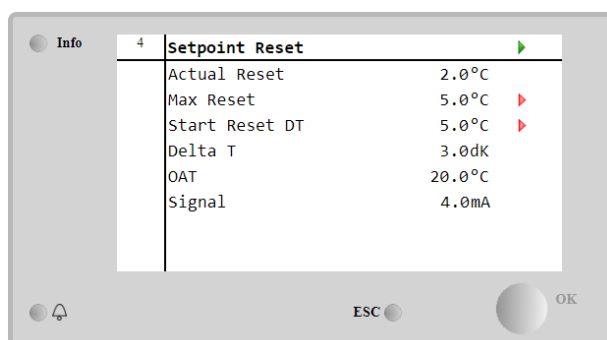 Info
4 Setpoint Reset
Actual Reset 2.0°C
Max Reset 5.0°C
Start Reset DT 5.0°C
Delta T 3.0dK
OAT 20.0°C
Signal 4.0mA
ESC OK